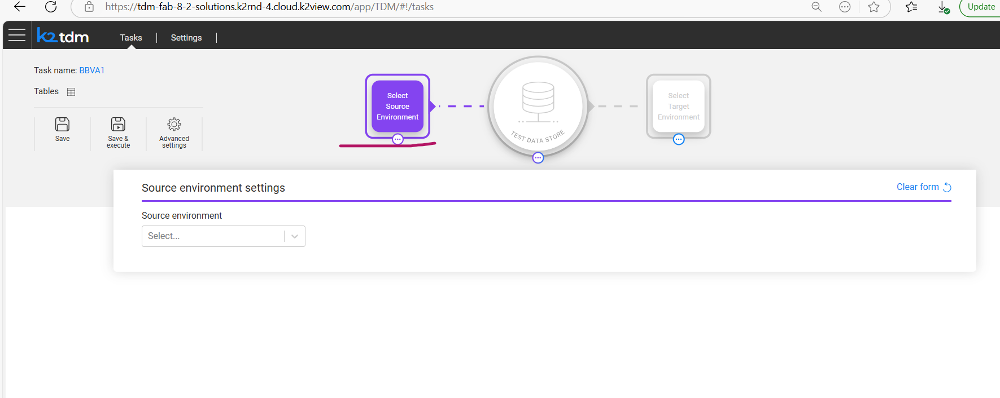 https://tdm-fab-8-2-solutions.k2rnd-4.cloud.k2view.com/app/TDM/#!/tasks
Update
k2tdm
Tasks
Settings
Task name: BBVA1
Tables
Save
Save &
execute
Advanced
settings
Select
Source
Environment
TEST DATA STORE
Select
Target
Environment
Source environment settings
Clear form
Source environment
Select...